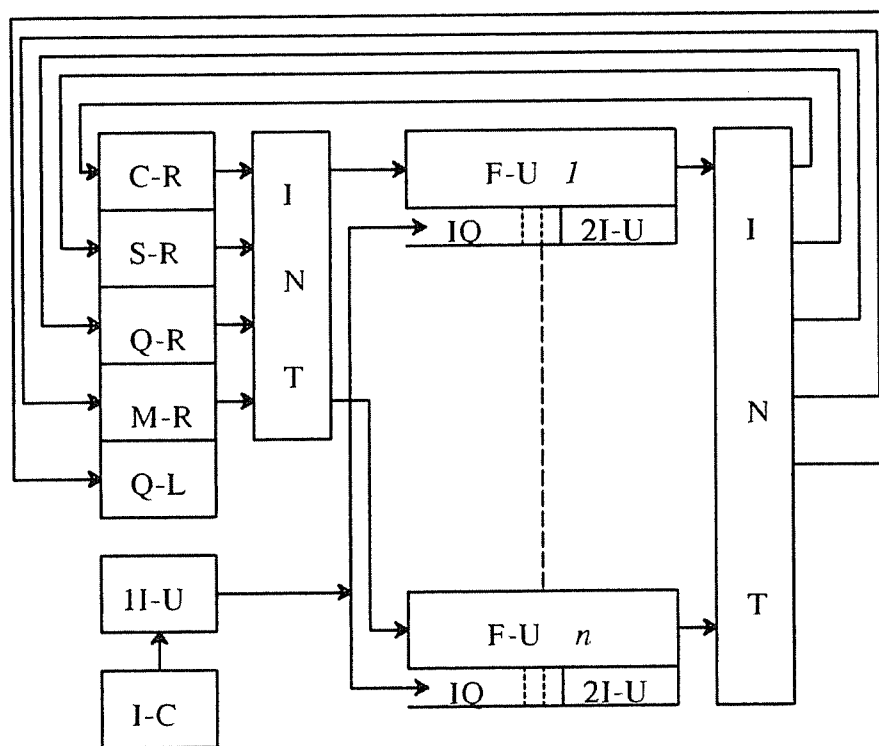 C-R
S-R
Q-R
M-R
Q-L
I
N
T
F-U 1
IQ
2I-U
I
N
T
1I-U
I-C
F-U n
IQ
2I-U